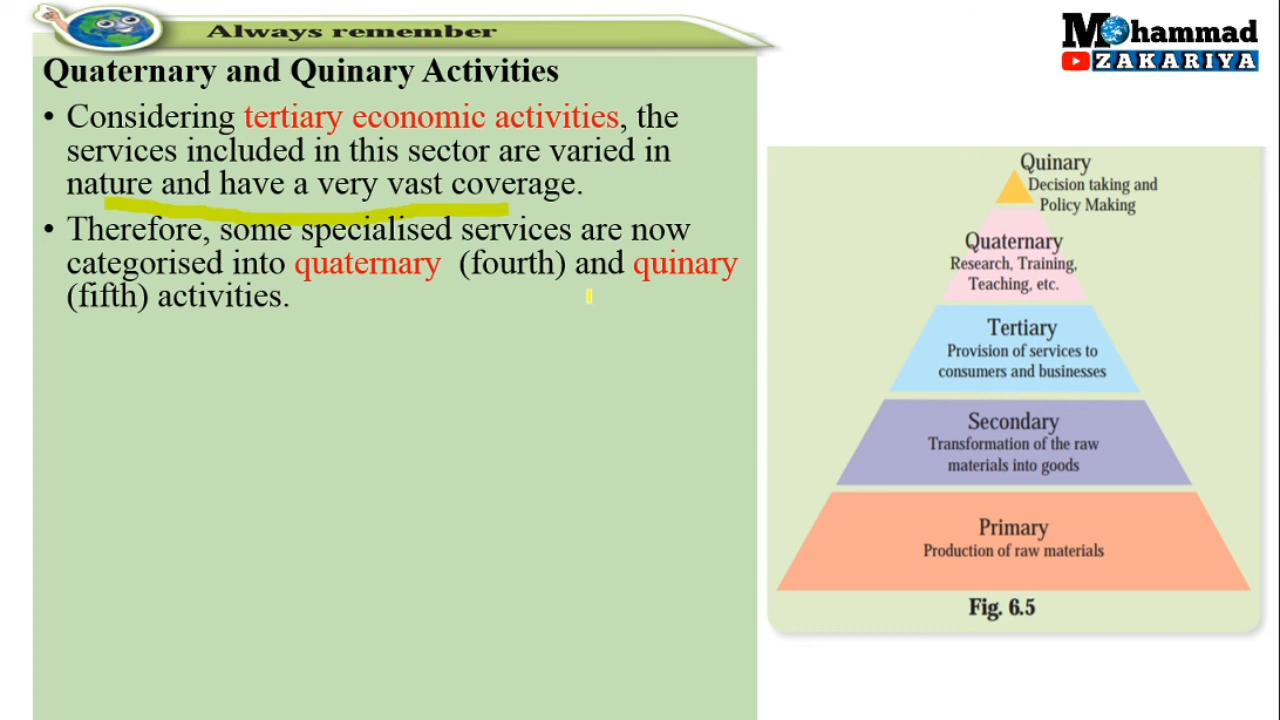 Always remember
Mohammad
ZAKARIYA
Quaternary and Quinary Activities
• Considering tertiary economic activities, the
services included in this sector are varied in
nature and have a very vast coverage.
• Therefore, some specialised services are now
categorised into quaternary (fourth) and quinary
(fifth) activities.
Quinary
Decision taking and
Policy Making
Quaternary
Research, Training,
Teaching, etc.
Tertiary
Provision of services to
consumers and businesses
Secondary
Transformation of the raw
materials into goods
Primary
Production of raw materials
Fig. 6.5